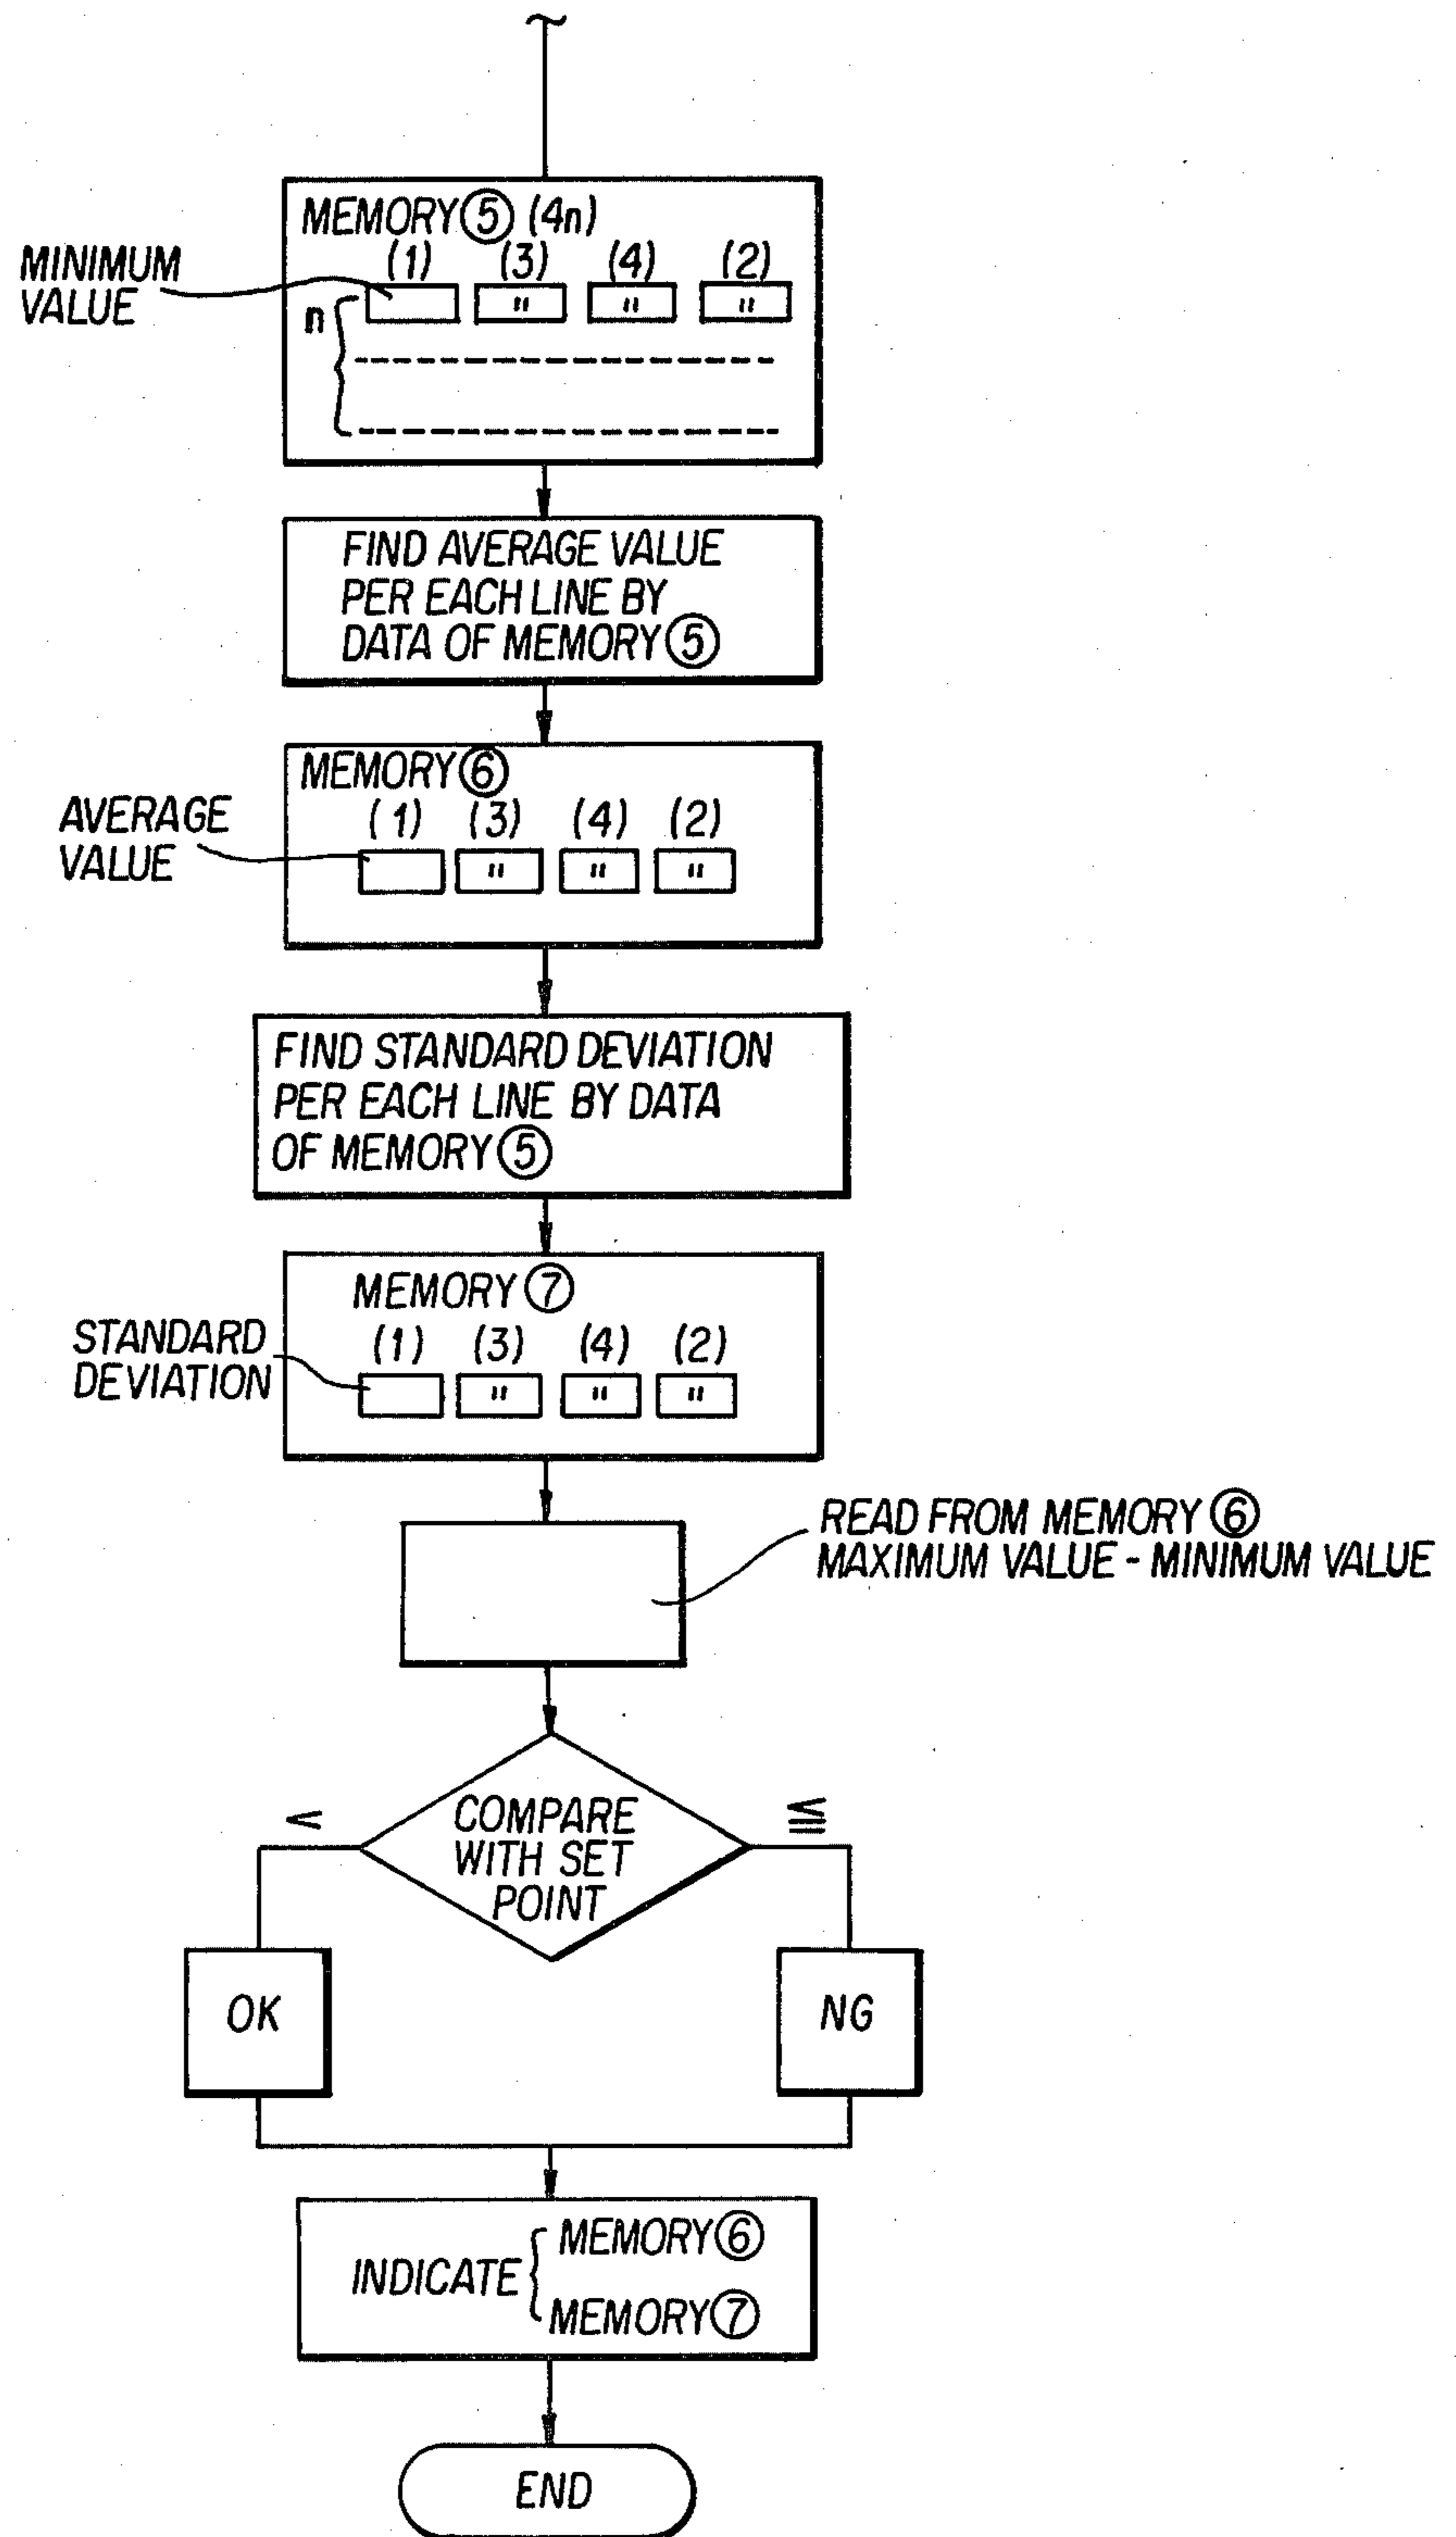 MEMORY⑤ (4n)
(1) (3) (4) (2)
MINIMUM
VALUE
n
" " "
FIND AVERAGE VALUE
PER EACH LINE BY
DATA OF MEMORY⑤
MEMORY⑥
(1) (3) (4) (2)
AVERAGE
VALUE
" " "
FIND STANDARD DEVIATION
PER EACH LINE BY DATA
OF MEMORY⑤
MEMORY⑦
(1) (3) (4) (2)
STANDARD
DEVIATION
" " "
READ FROM MEMORY⑥
MAXIMUM VALUE - MINIMUM VALUE
COMPARE
WITH SET
POINT
< ≦
OK
NG
INDICATE { MEMORY⑥
MEMORY⑦
END